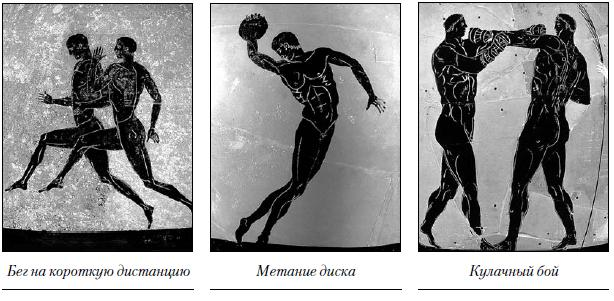 Бег на короткую дистанцию
Метание диска
Кулачный бой